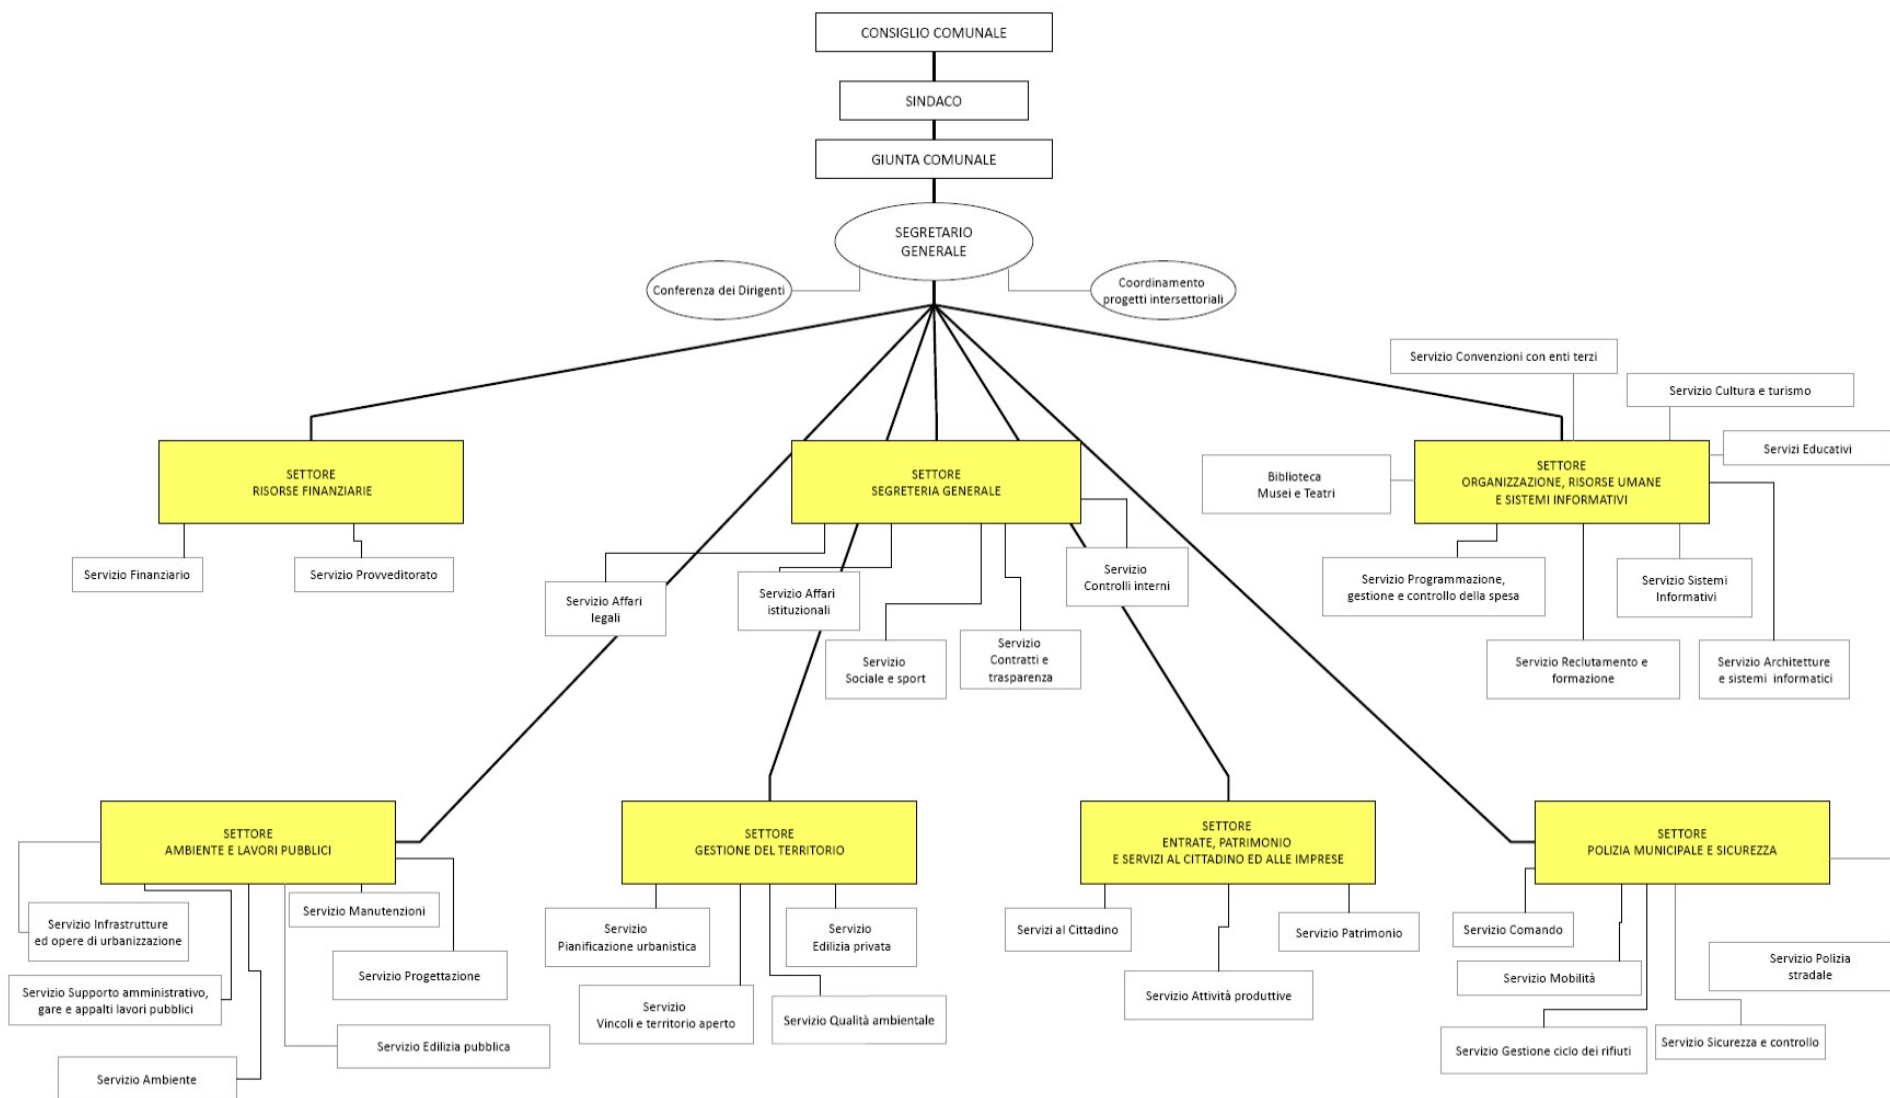 CONSIGLIO COMUNALE
SINDACO
GIUNTA COMUNALE
SEGRETARIO
GENERALE
Conferenza dei Dirigenti
Coordinamento
progetti intersettoriali
Servizio Convenzioni con enti terzi
Servizio Cultura e turismo
Servizi Educativi
Biblioteca
Musei e Teatri
SETTORE
RISORSE FINANZIARIE
SETTORE
SEGRETERIA GENERALE
SETTORE
ORGANIZZAZIONE, RISORSE UMANE
E SISTEMI INFORMATIVI
Servizio Finanziario
Servizio Provveditorato
Servizio Affari
legali
Servizio Affari
istituzionali
Servizio
Sociale e sport
Servizio
Contratti e
trasparenza
Servizio
Controlli interni
Servizio Programmazione,
gestione e controllo della spesa
Servizio Sistemi
Informativi
Servizio Reclutamento e
formazione
Servizio Architetture
e sistemi informatici
SETTORE
AMBIENTE E LAVORI PUBBLICI
SETTORE
GESTIONE DEL TERRITORIO
SETTORE
ENTRATE, PATRIMONIO
E SERVIZI AL CITTADINO ED ALLE IMPRESE
SETTORE
POLIZIA MUNICIPALE E SICUREZZA
Servizio Infrastrutture
ed opere di urbanizzazione
Servizio Manutenzioni
Servizio Progettazione
Servizio Supporto amministrativo,
gare e appalti lavori pubblici
Servizio Edilizia pubblica
Servizio Ambiente
Servizio
Pianificazione urbanistica
Servizio
Edilizia privata
Servizio
Vincoli e territorio aperto
Servizio Qualità ambientale
Servizi al Cittadino
Servizio Patrimonio
Servizio Attività produttive
Servizio Comando
Servizio Mobilità
Servizio Polizia
stradale
Servizio Gestione ciclo dei rifiuti
Servizio Sicurezza e controllo